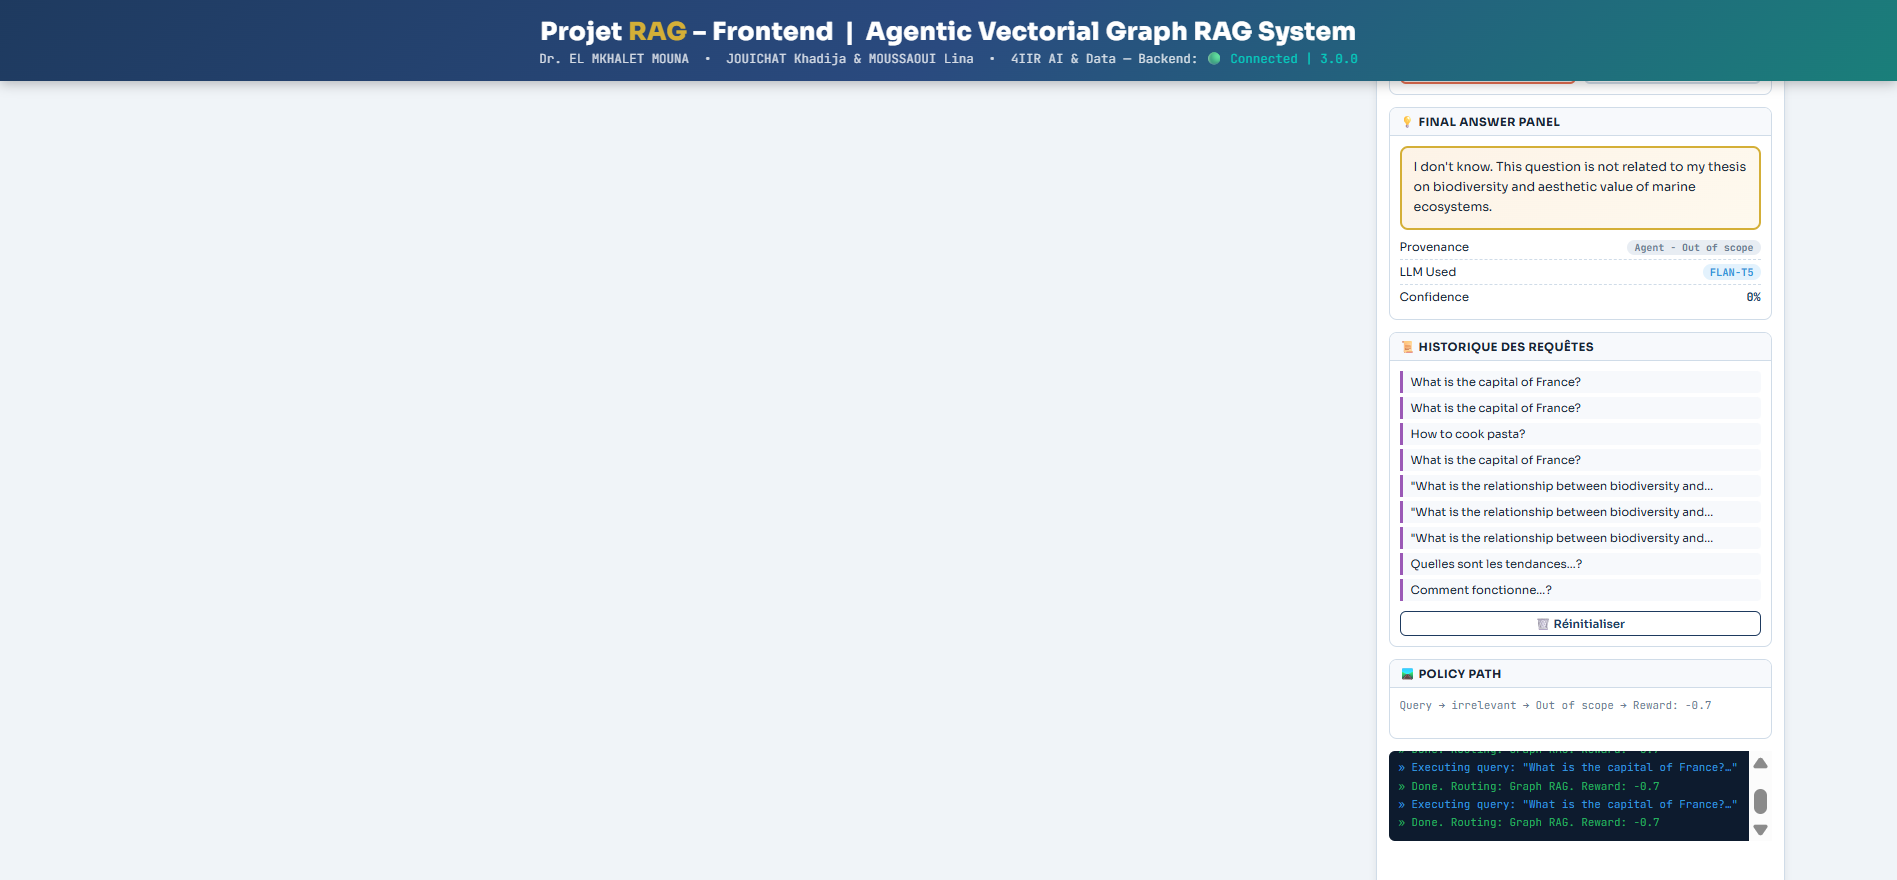 Projet RAG – Frontend | Agentic Vectorial Graph RAG System
Dr. EL MKHALET MOUNA • JOUICHAT Khadija & MOUSSAOUI Lina • 4IIR AI & Data — Backend: Connected | 3.0.0
FINAL ANSWER PANEL
I don't know. This question is not related to my thesis
on biodiversity and aesthetic value of marine
ecosystems.
Provenance Agent - Out of scope
LLM Used FLAN-T5
Confidence 0%
HISTORIQUE DES REQUÊTES
What is the capital of France?
What is the capital of France?
How to cook pasta?
What is the capital of France?
"What is the relationship between biodiversity and...
"What is the relationship between biodiversity and...
"What is the relationship between biodiversity and...
Quelles sont les tendances...?
Comment fonctionne...?
Réinitialiser
POLICY PATH
Query → irrelevant → Out of scope → Reward: -0.7
» Done. Routing: Graph RAG. Reward: -0.7
» Executing query: "What is the capital of France?…"
» Done. Routing: Graph RAG. Reward: -0.7
» Executing query: "What is the capital of France?…"
» Done. Routing: Graph RAG. Reward: -0.7